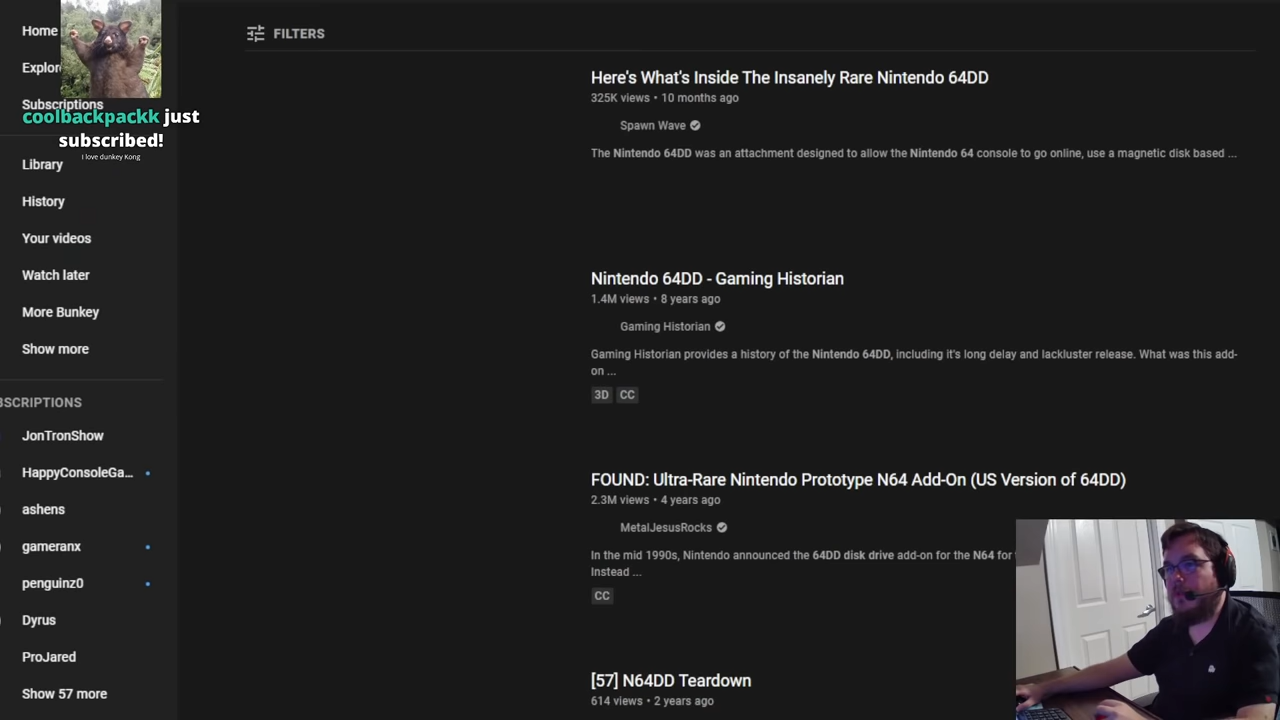 Home
Explor
Subscriptions
coolbackpackk just
subscribed!
I love dunkey Kong
Library
History
Your videos
Watch later
More Bunkey
Show more
BSCRIPTIONS
JonTronShow
HappyConsoleGa...
ashens
gameranx
penguinz0
Dyrus
ProJared
Show 57 more
FILTERS
Here's What's Inside The Insanely Rare Nintendo 64DD
325K views • 10 months ago
Spawn Wave
The Nintendo 64DD was an attachment designed to allow the Nintendo 64 console to go online, use a magnetic disk based ...
Nintendo 64DD - Gaming Historian
1.4M views • 8 years ago
Gaming Historian
Gaming Historian provides a history of the Nintendo 64DD, including it's long delay and lackluster release. What was this add-
on ...
3D CC
FOUND: Ultra-Rare Nintendo Prototype N64 Add-On (US Version of 64DD)
2.3M views • 4 years ago
MetalJesusRocks
In the mid 1990s, Nintendo announced the 64DD disk drive add-on for the N64 for
Instead ...
CC
[57] N64DD Teardown
614 views • 2 years ago